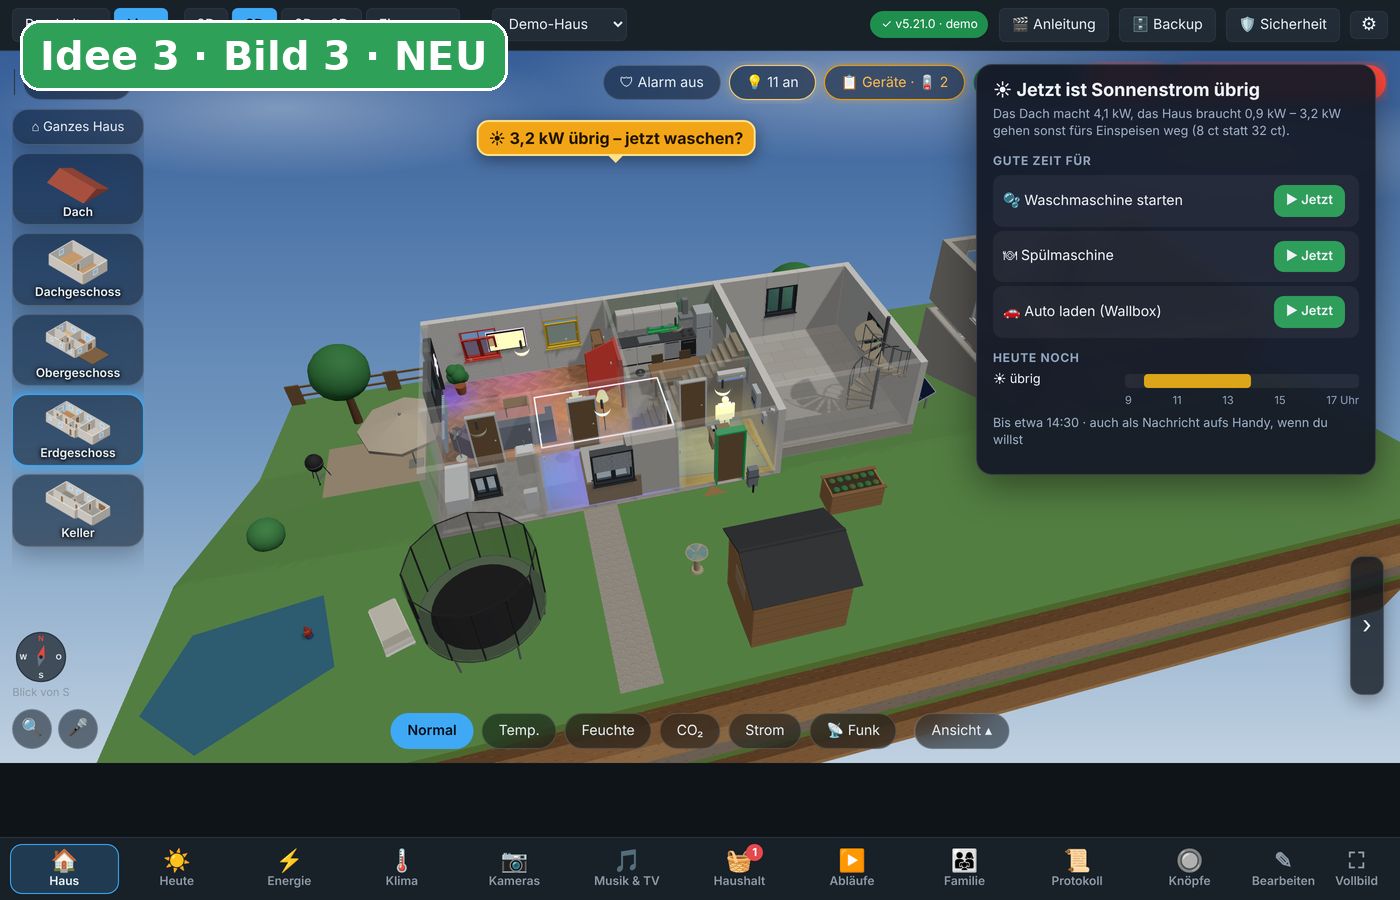 Idee 3 · Bild 3 · NEU
Demo-Haus
✓ v5.21.0 · demo
🎬 Anleitung
🗄️ Backup
🛡️ Sicherheit
⚙
🛡 Alarm aus
💡 11 an
📋 Geräte · 🪫 2
☀ 3,2 kW übrig – jetzt waschen?
☀ Jetzt ist Sonnenstrom übrig
Das Dach macht 4,1 kW, das Haus braucht 0,9 kW – 3,2 kW
gehen sonst fürs Einspeisen weg (8 ct statt 32 ct).
GUTE ZEIT FÜR
🫧 Waschmaschine starten
▶ Jetzt
🍽 Spülmaschine
▶ Jetzt
🚗 Auto laden (Wallbox)
▶ Jetzt
HEUTE NOCH
☀ übrig
9 11 13 15 17 Uhr
Bis etwa 14:30 · auch als Nachricht aufs Handy, wenn du
willst
⌂ Ganzes Haus
Dach
Dachgeschoss
Obergeschoss
Erdgeschoss
Keller
N
W O
S
Blick von S
›
Normal
Temp.
Feuchte
CO₂
Strom
📡 Funk
Ansicht ▴
Haus
Heute
Energie
Klima
Kameras
Musik & TV
1
Haushalt
Abläufe
Familie
Protokoll
Knöpfe
Bearbeiten
Vollbild